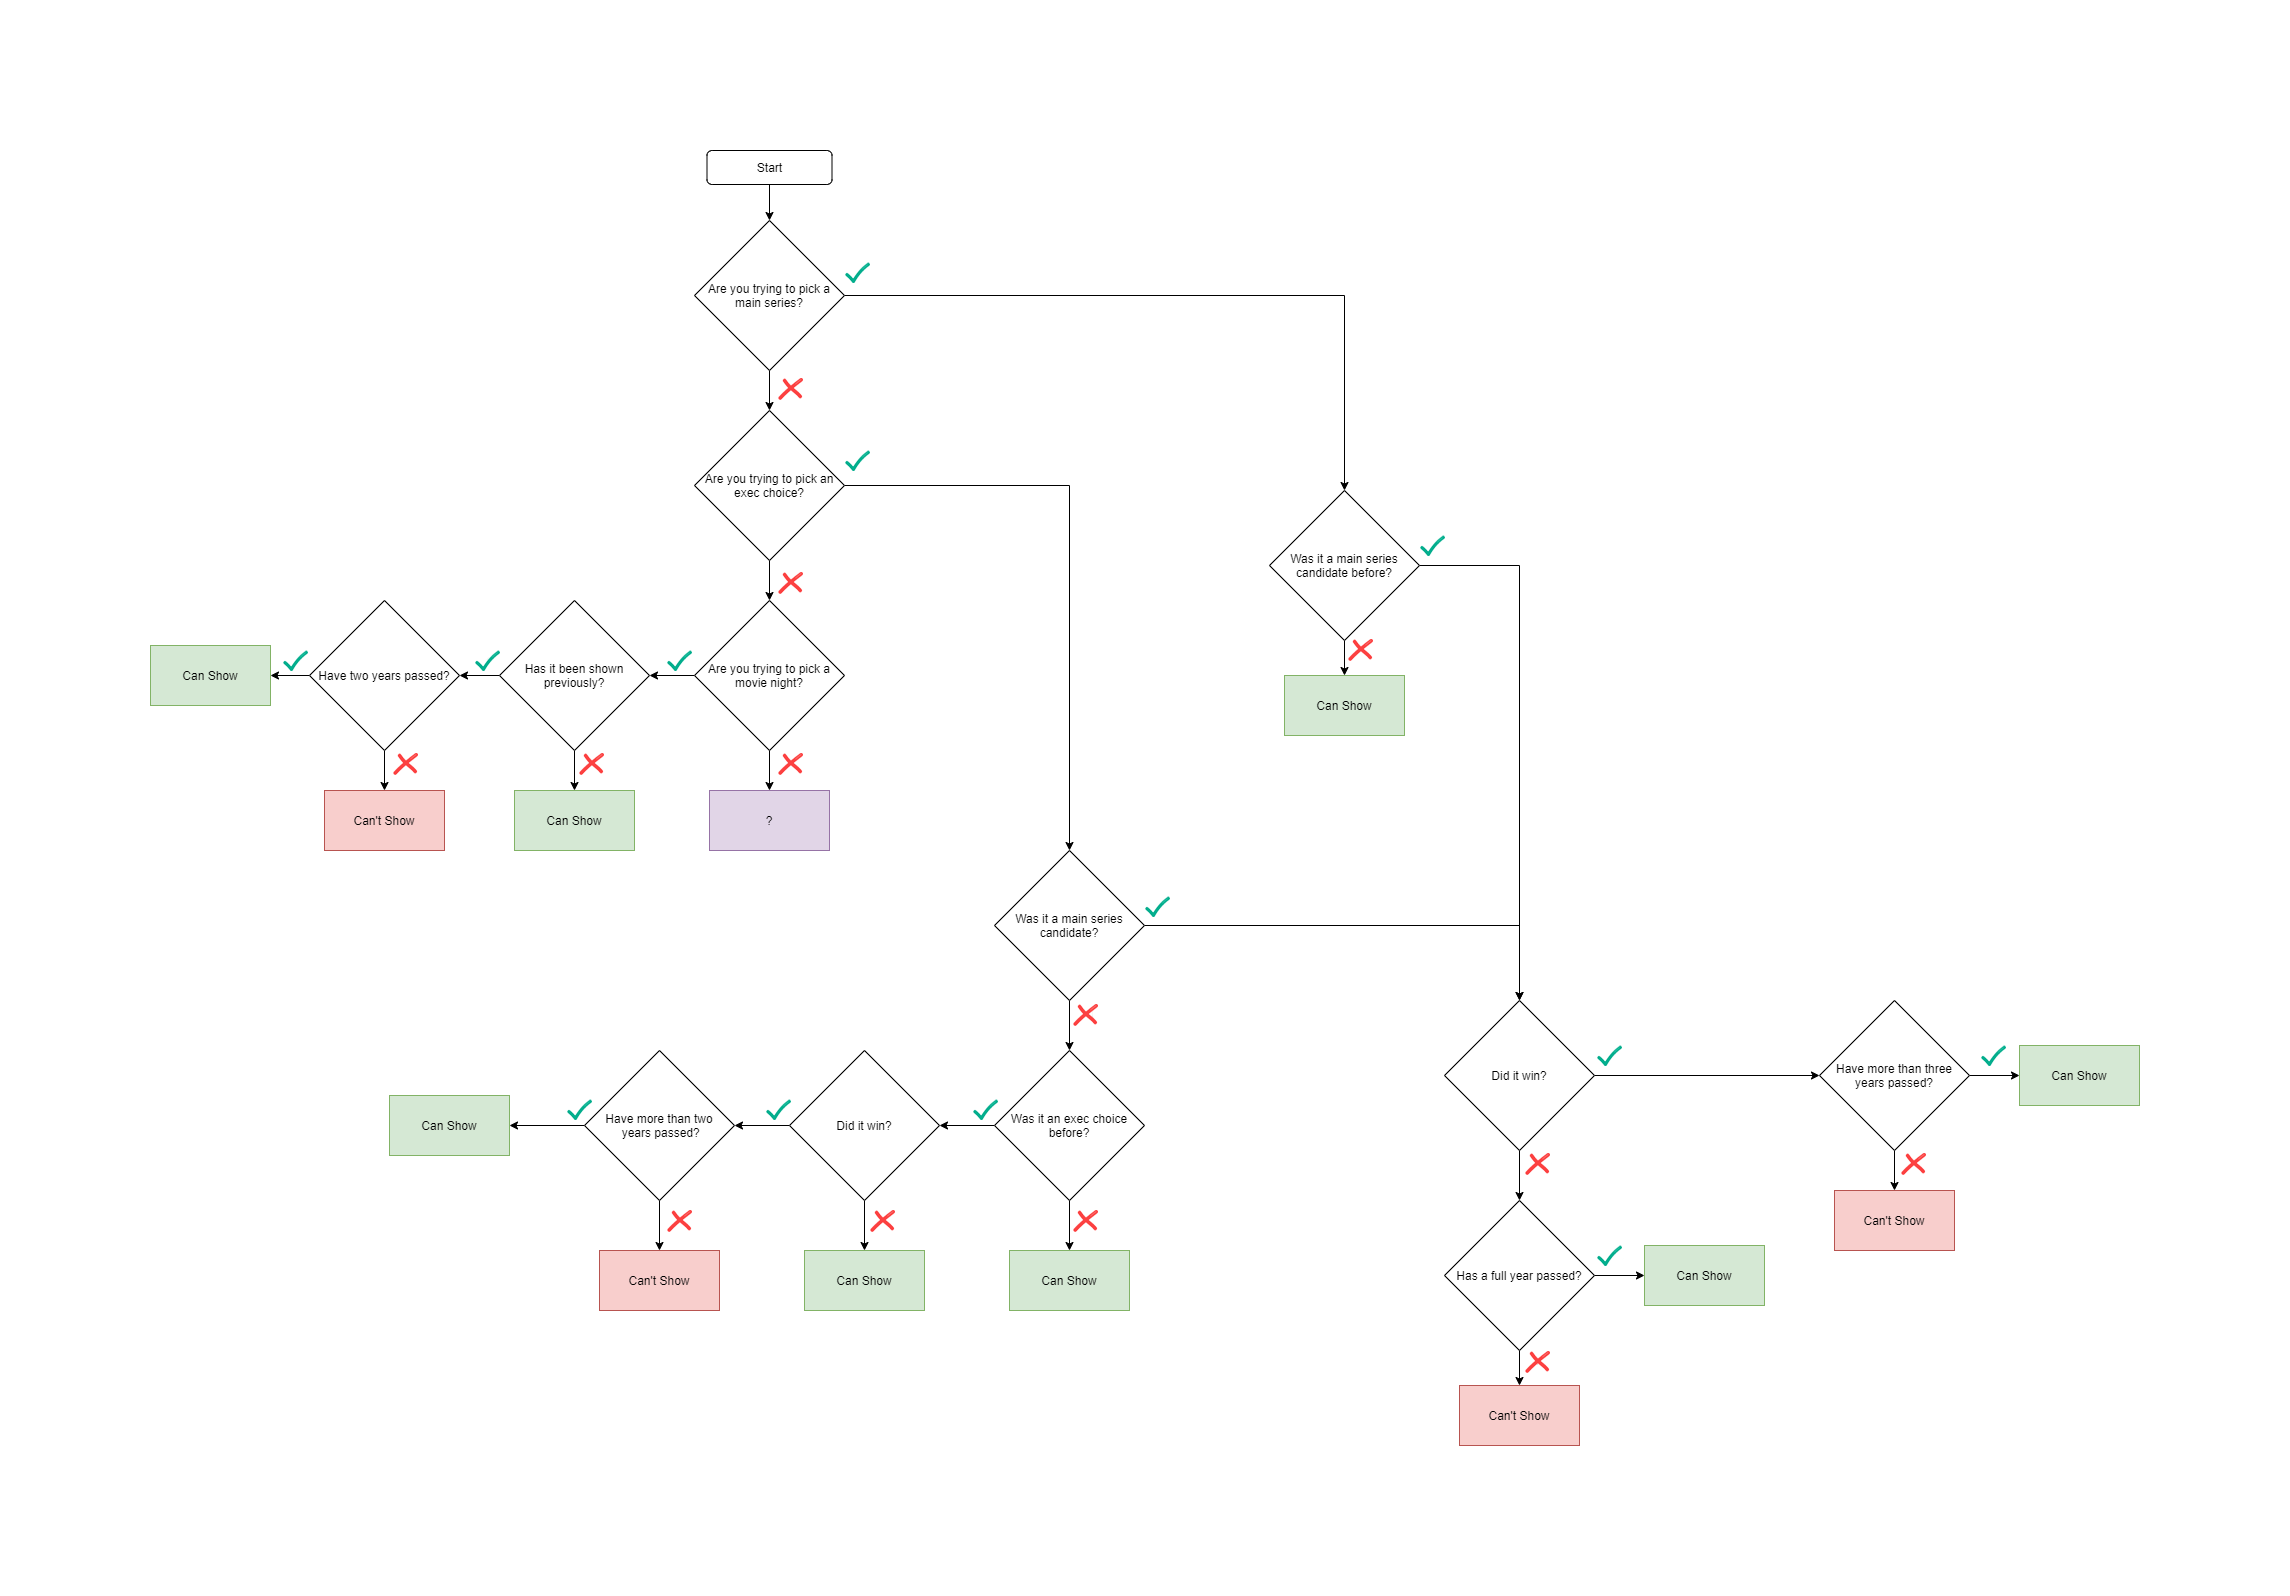 Start
Are you trying to pick a
main series?
Are you trying to pick an
exec choice?
Was it a main series
candidate before?
Can Show
Have two years passed?
Has it been shown
previously?
Are you trying to pick a
movie night?
Can Show
Can't Show
Can Show
?
Was it a main series
candidate?
Did it win?
Have more than three
years passed?
Can Show
Can Show
Have more than two
years passed?
Did it win?
Was it an exec choice
before?
Can't Show
Can't Show
Can Show
Can Show
Has a full year passed?
Can Show
Can't Show